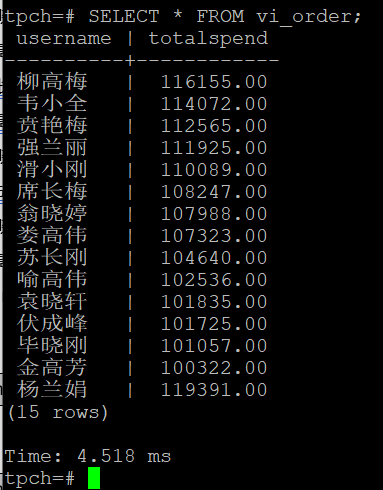 tpch=# SELECT * FROM vi_order;
 username | totalspend
----------+------------
 柳高梅   |  116155.00
 韦小全   |  114072.00
 贲艳梅   |  112565.00
 强兰丽   |  111925.00
 滑小刚   |  110089.00
 席长梅   |  108247.00
 翁晓婷   |  107988.00
 娄高伟   |  107323.00
 苏长刚   |  104640.00
 喻高伟   |  102536.00
 袁晓轩   |  101835.00
 伏成峰   |  101725.00
 毕晓刚   |  101057.00
 金高芳   |  100322.00
 杨兰娟   |  119391.00
(15 rows)
Time: 4.518 ms
tpch=#